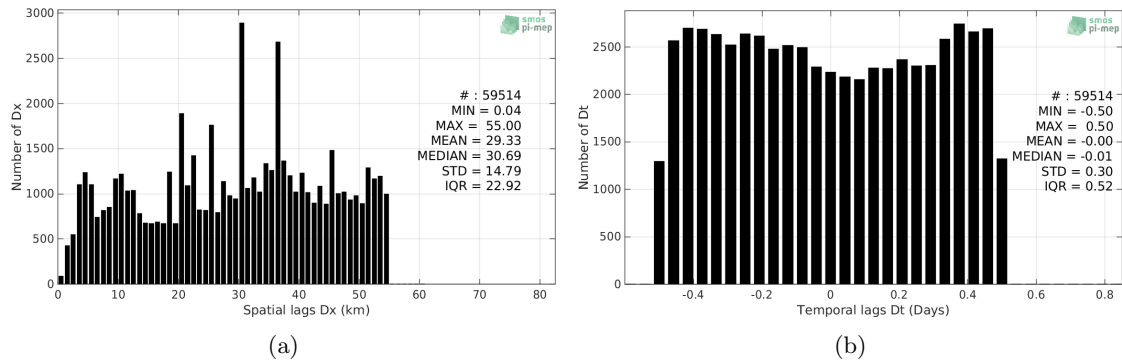 3000
2500
2000
1500
1000
500
0
Number of Dx
smos
pi-mep
# : 59514
MIN = 0.04
MAX = 55.00
MEAN = 29.33
MEDIAN = 30.69
STD = 14.79
IQR = 22.92
0 10 20 30 40 50 60 70 80
Spatial lags Dx (km)
(a)
2500
2000
1500
1000
500
0
Number of Dt
smos
pi-mep
# : 59514
MIN = -0.50
MAX = 0.50
MEAN = -0.00
MEDIAN = -0.01
STD = 0.30
IQR = 0.52
-0.4 -0.2 0 0.2 0.4 0.6 0.8
Temporal lags Dt (Days)
(b)